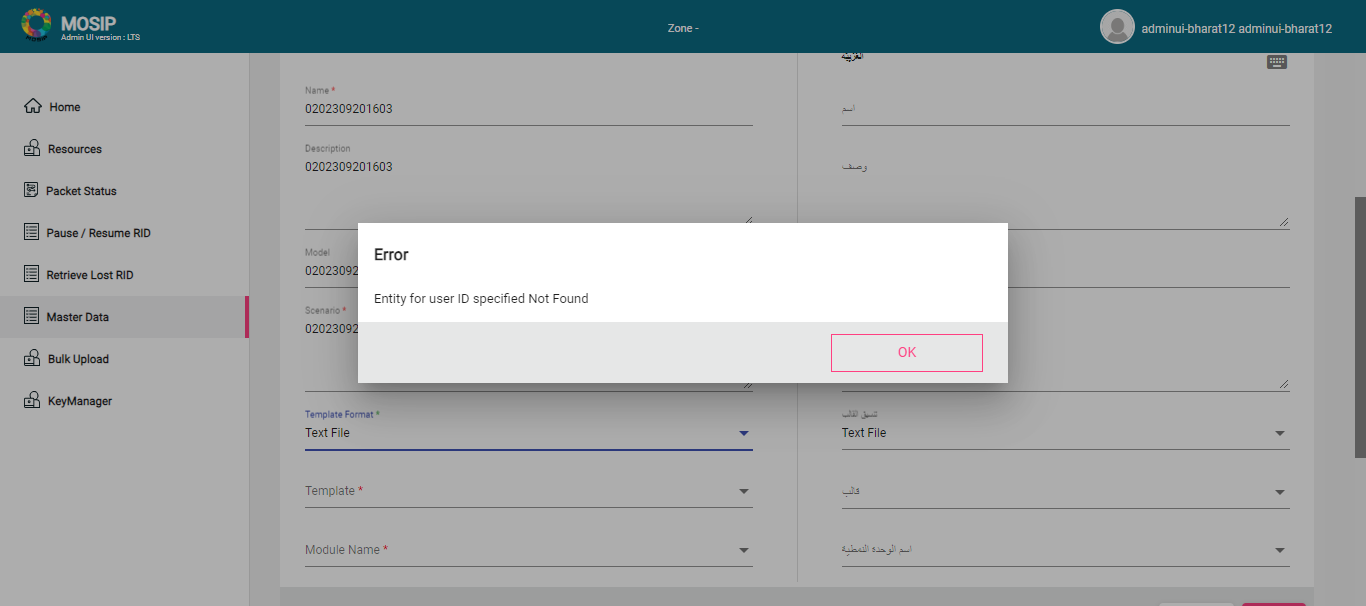 MOSIP
Admin UI version : LTS
Zone -
adminui-bharat12 adminui-bharat12
Home
Resources
Packet Status
Pause / Resume RID
Retrieve Lost RID
Master Data
Bulk Upload
KeyManager
العَرَبِيَّة
Name *
0202309201603
اسم
Description
0202309201603
وصف
Model
02023092
Scenario *
02023092
Error
Entity for user ID specified Not Found
OK
Template Format *
Text File
تنسيق القالب
Text File
Template *
قالب
Module Name *
اسم الوحدة النمطية